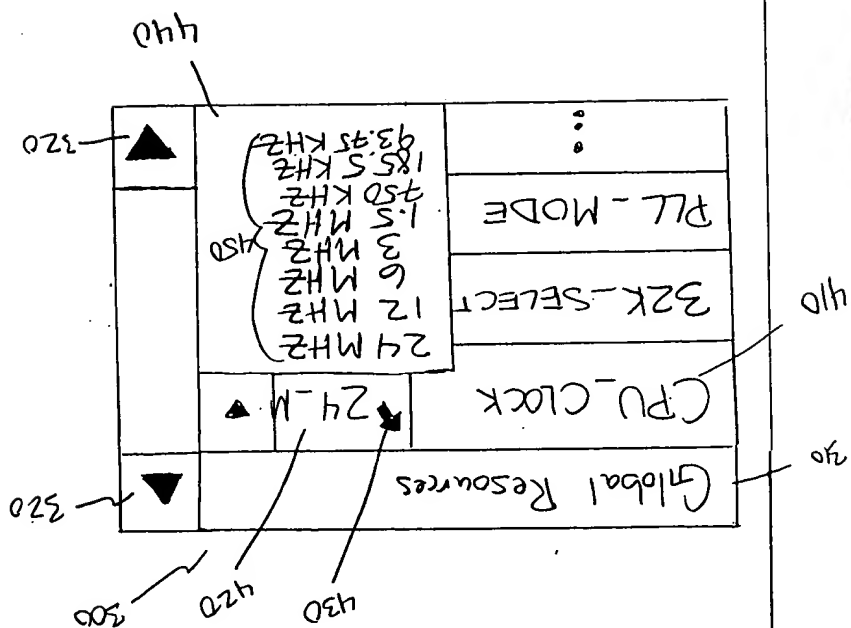 430
420
300
310
Global Resources
320
410
CPU_CLOCK
24_M
24 MHZ
12 MHZ
6 MHZ
3 MHZ
1.5 MHZ
750 KHZ
185.5 KHZ
93.75 KHZ
450
32K_SELECT
PLL_MODE
320
440